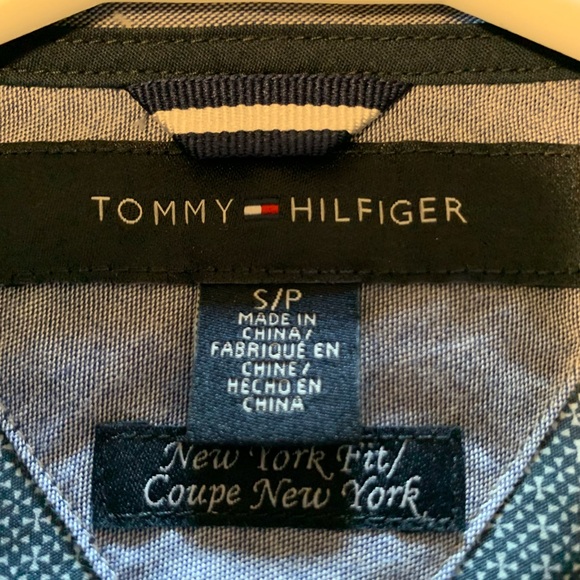 TOMMY HILFIGER
S/P
MADE IN
CHINA/
FABRIQUÉ EN
CHINE/
HECHO EN
CHINA
New York Fit/
Coupe New York